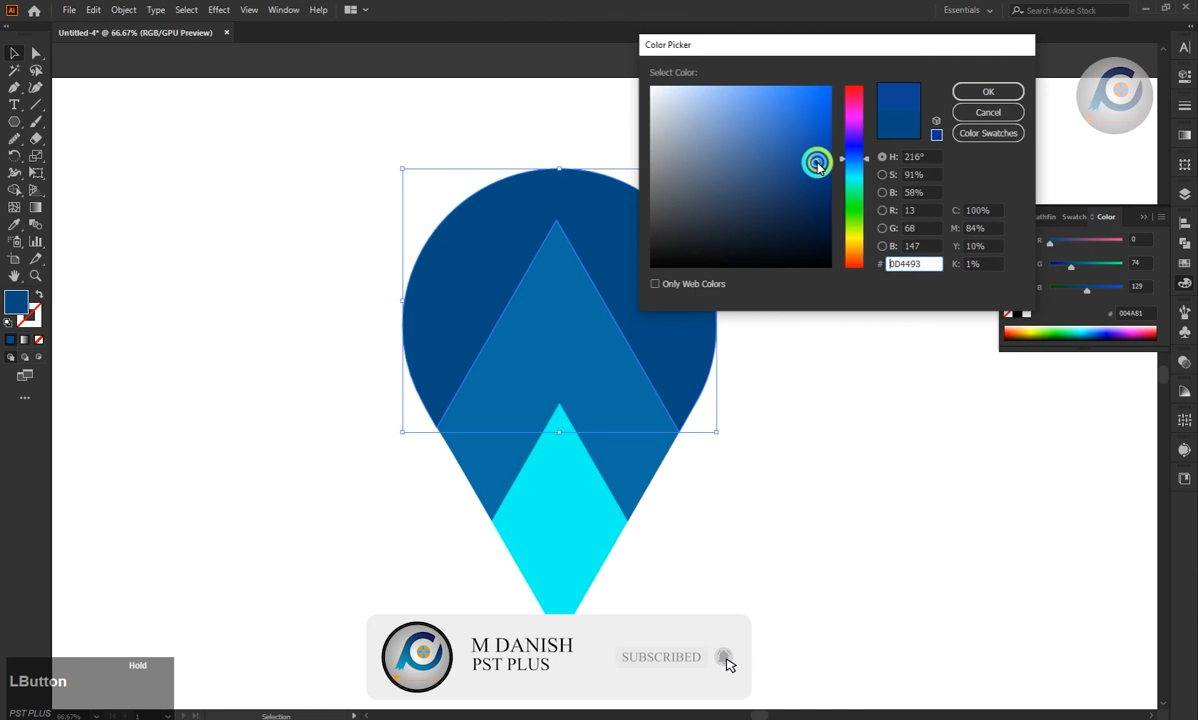 Ai
File Edit Object Type Select Effect View Window Help
Essentials
Search Adobe Stock
Untitled-4* @ 66.67% (RGB/GPU Preview) ×
Color Picker
Select Color:
OK
Cancel
Color Swatches
H: 216°
S: 91%
B: 58%
R: 13 C: 100%
G: 68 M: 84%
B: 147 Y: 10%
# 0D4493 K: 1%
Only Web Colors
athfin Swatch Color
R 0
G 74
B 129
# 004A81
M DANISH
PST PLUS
SUBSCRIBED
Hold
LButton
PST PLUS 66.67% 1 Selection